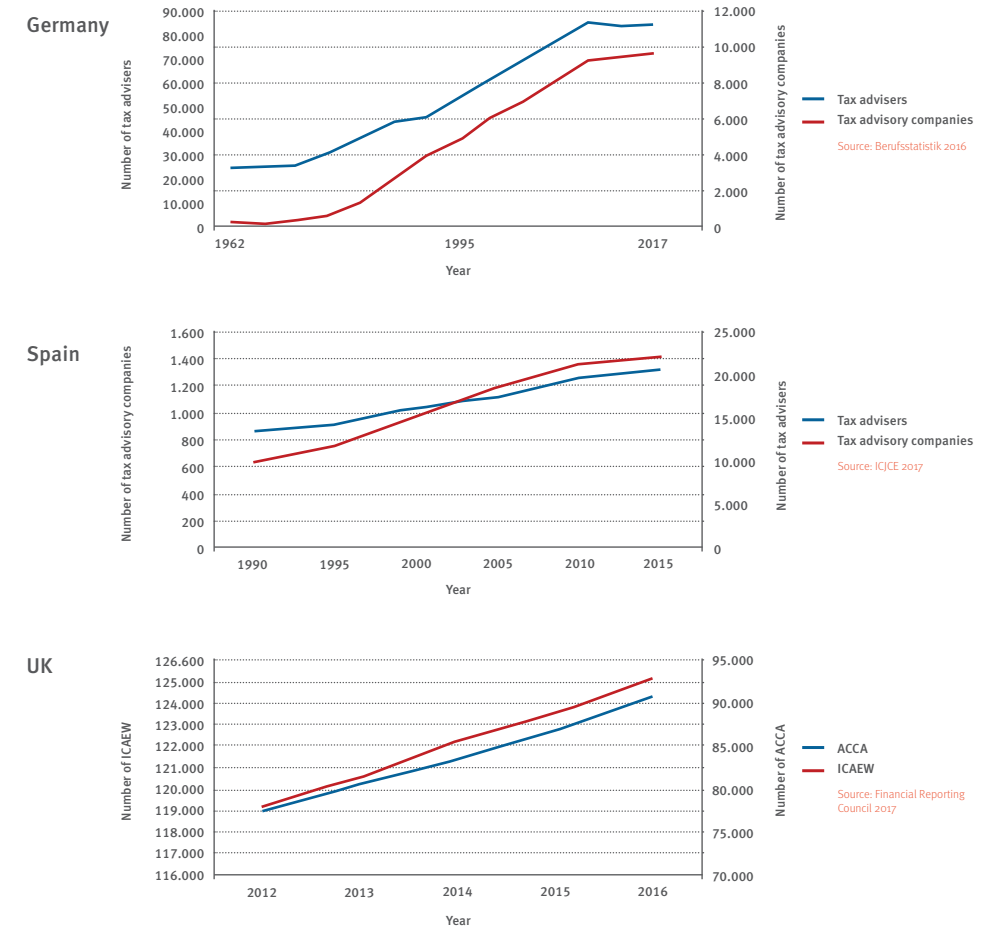 Germany
Number of tax advisers
90.000
80.000
70.000
60.000
50.000
40.000
30.000
20.000
10.000
0
12.000
10.000
8.000
6.000
4.000
2.000
0
Number of tax advisory companies
1962
1995
2017
Year
Tax advisers
Tax advisory companies
Source: Berufsstatistik 2016
Spain
Number of tax advisory companies
1.600
1.400
1.200
1.000
800
600
400
200
0
25.000
20.000
15.000
10.000
5.000
0
Number of tax advisers
1990
1995
2000
2005
2010
2015
Year
Tax advisers
Tax advisory companies
Source: ICJCE 2017
UK
Number of ICAEW
126.600
125.000
124.000
123.000
122.000
121.000
120.000
119.000
118.000
117.000
116.000
95.000
90.000
85.000
80.000
75.000
70.000
Number of ACCA
2012
2013
2014
2015
2016
Year
ACCA
ICAEW
Source: Financial Reporting
Council 2017